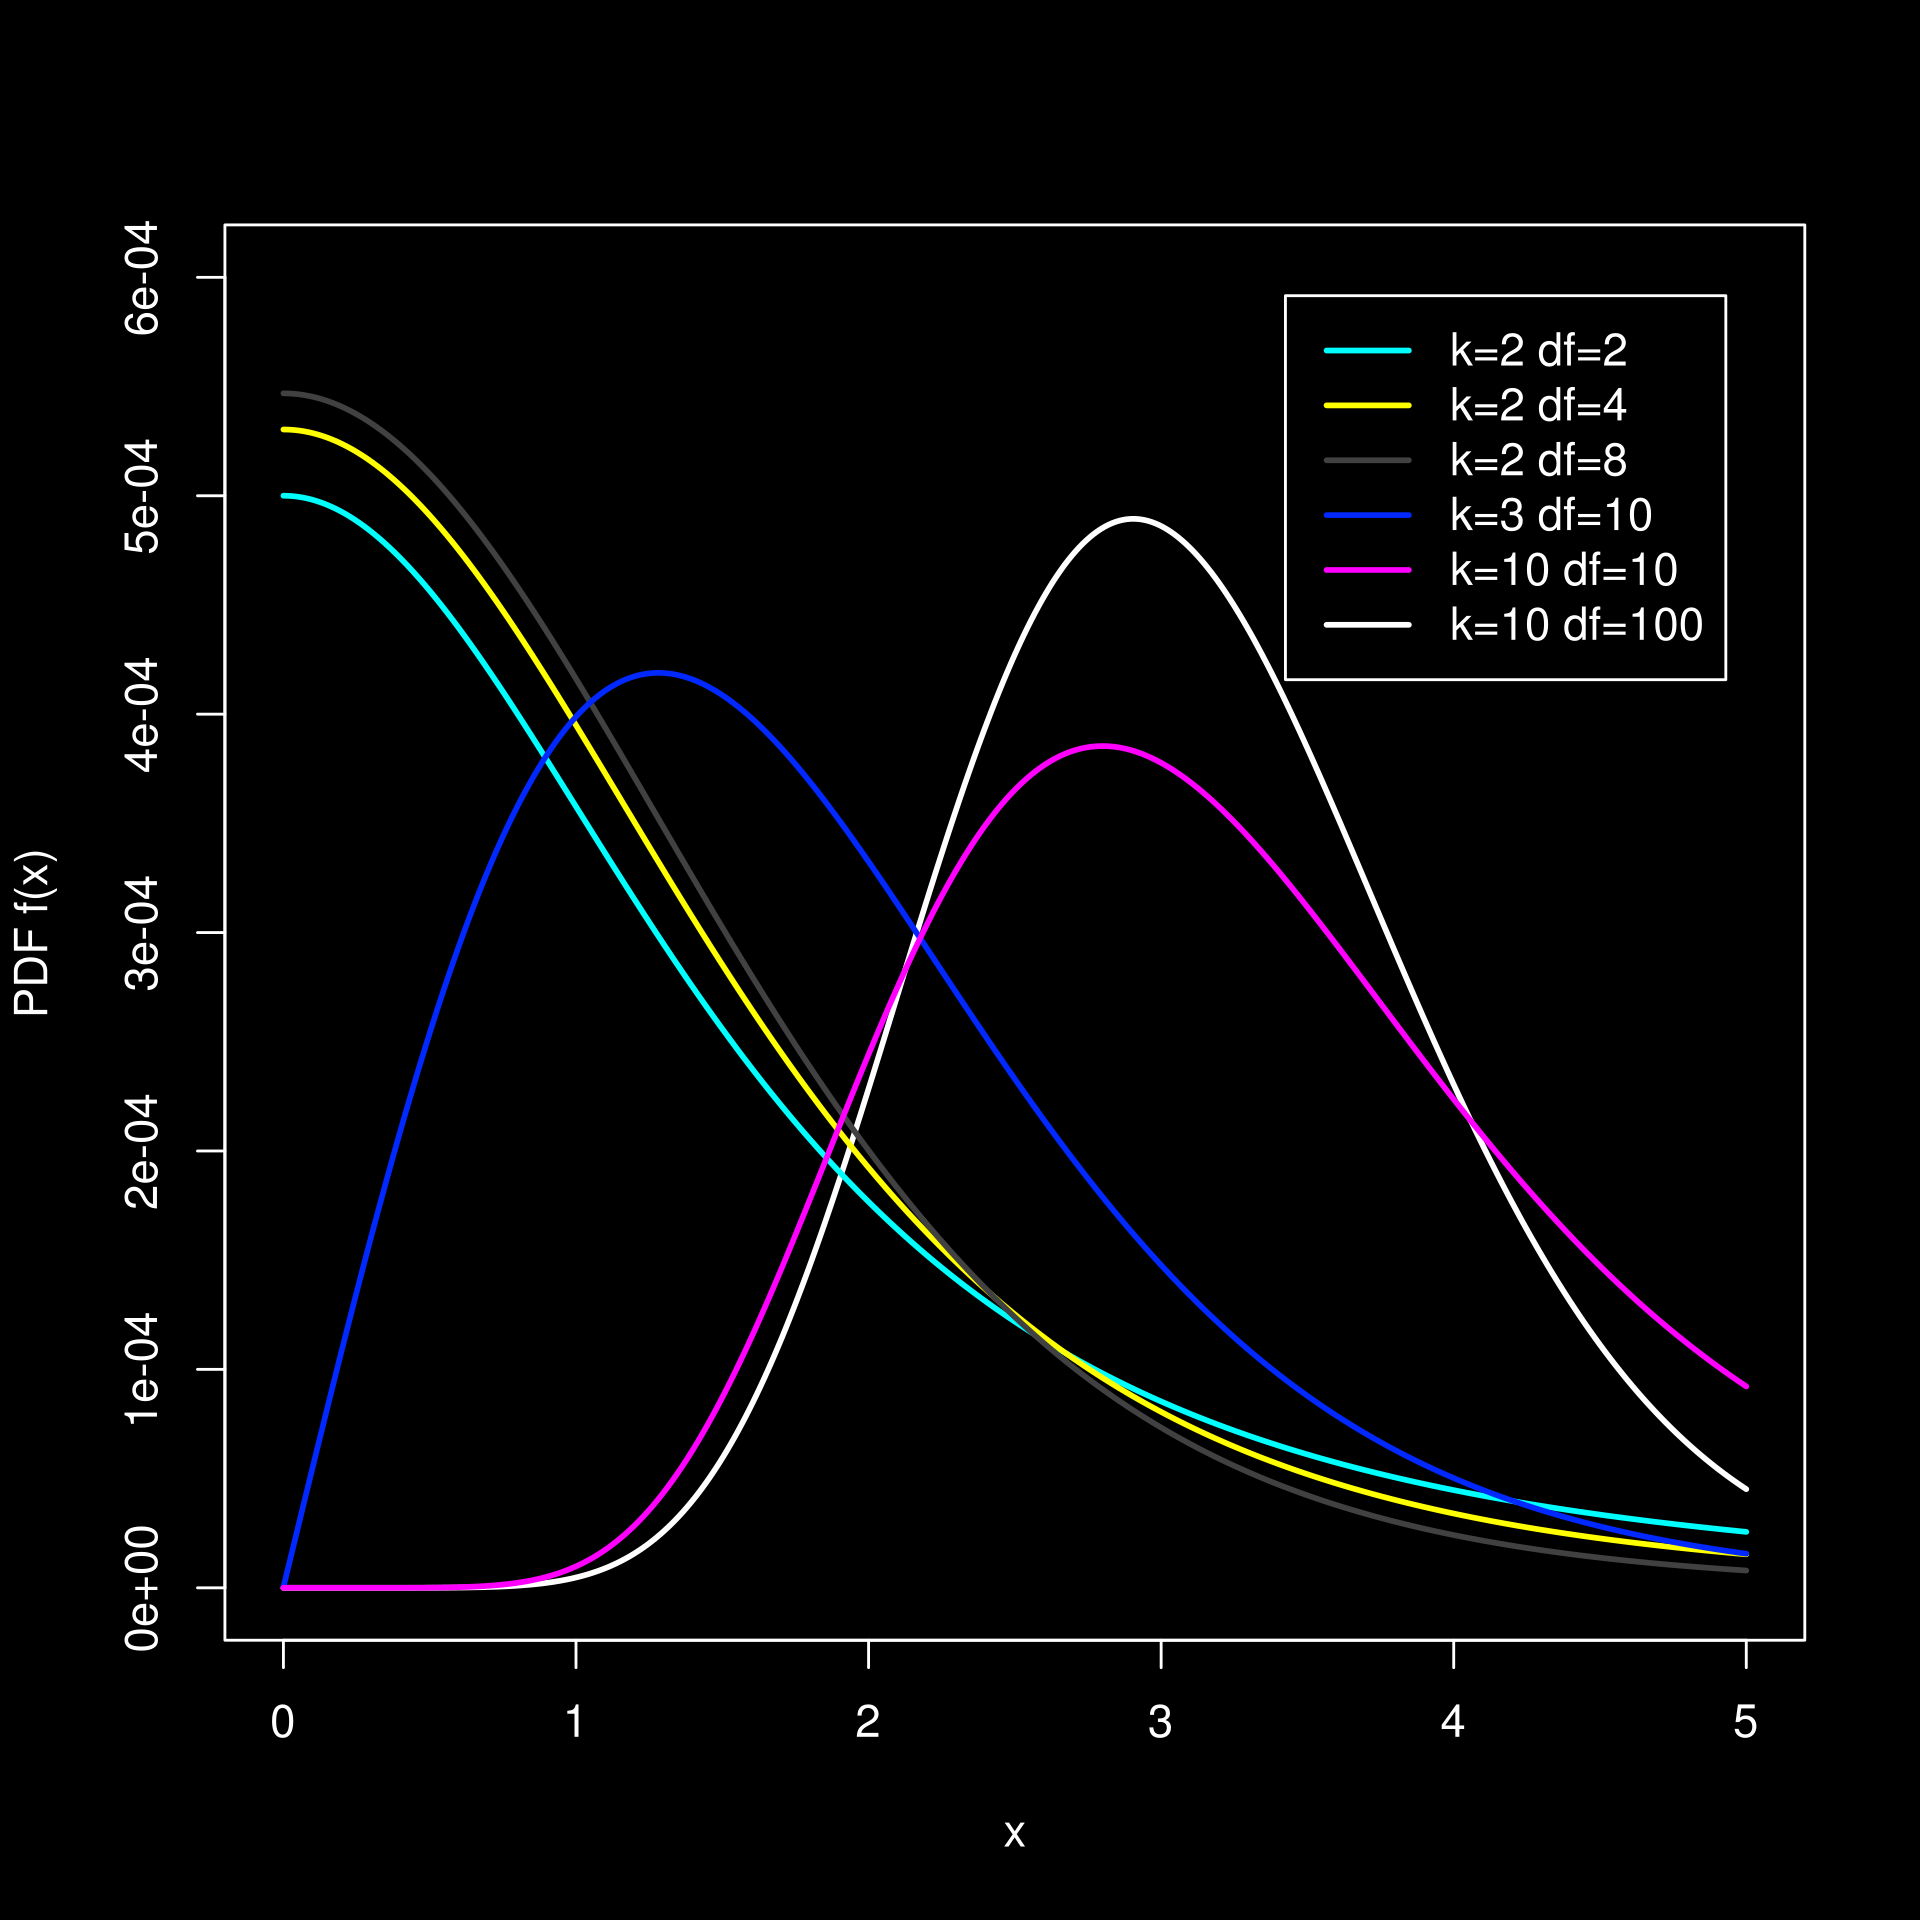 6e-04
5e-04
4e-04
3e-04
2e-04
1e-04
0e+00
PDF f(x)
k=2 df=2
k=2 df=4
k=2 df=8
k=3 df=10
k=10 df=10
k=10 df=100
0 1 2 3 4 5
x